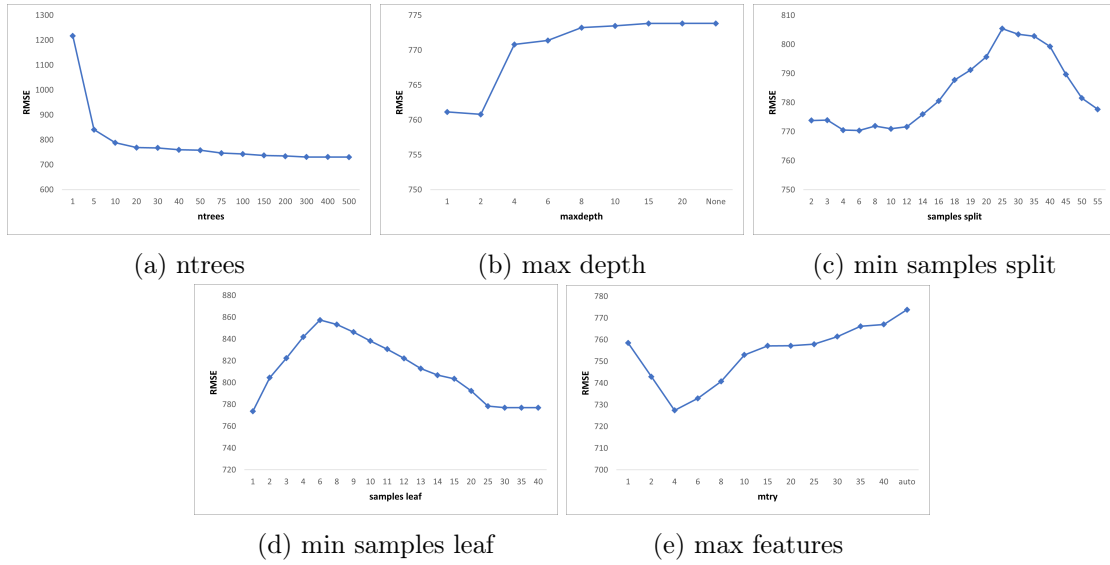 1300
1200
1100
1000
900
800
700
600
RMSE
1 5 10 20 30 40 50 75 100 150 200 300 400 500
ntrees
(a) ntrees
775
770
765
760
755
750
RMSE
1 2 4 6 8 10 15 20 None
maxdepth
(b) max depth
810
800
790
780
770
760
750
RMSE
2 3 4 6 8 10 12 14 16 18 19 20 25 30 35 40 45 50 55
samples split
(c) min samples split
880
860
840
820
800
780
760
740
720
RMSE
1 2 3 4 6 8 9 10 11 12 13 14 15 20 25 30 35 40
samples leaf
(d) min samples leaf
780
770
760
750
740
730
720
710
700
RMSE
1 2 4 6 8 10 15 20 25 30 35 40 auto
mtry
(e) max features